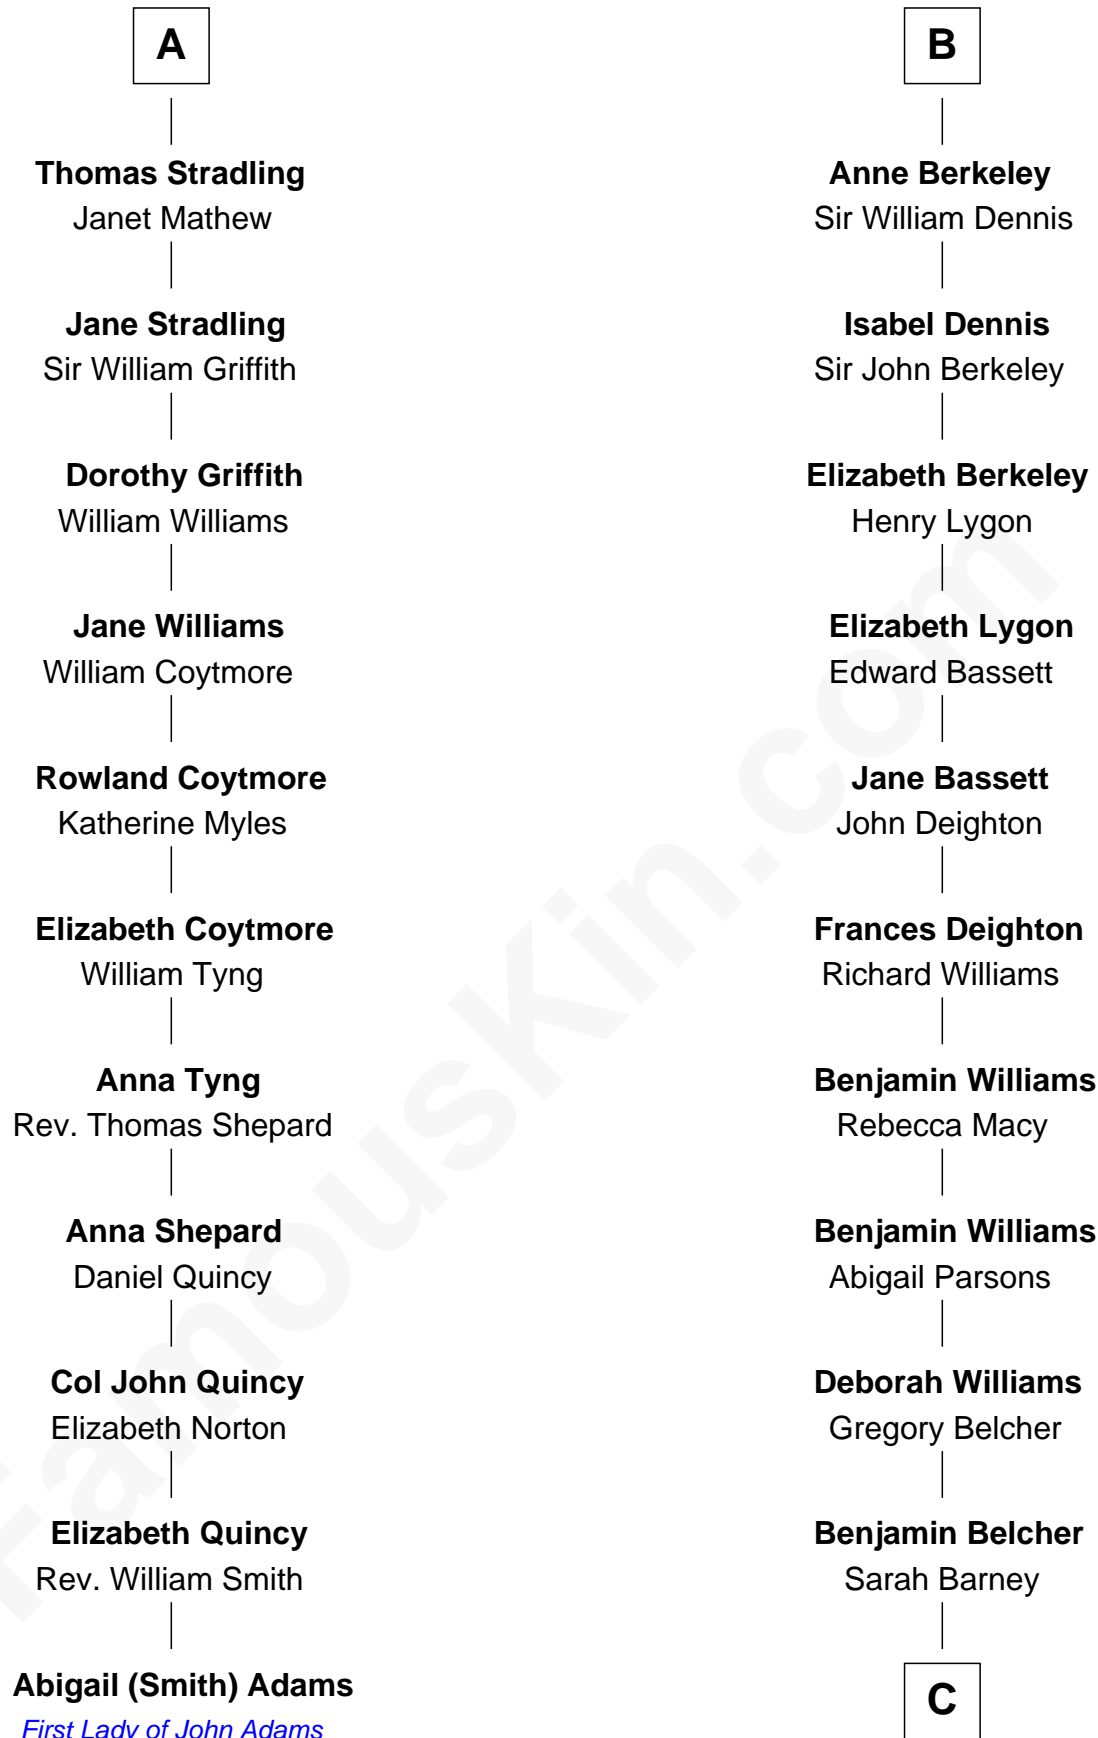 A
Thomas Stradling
Janet Mathew
Jane Stradling
Sir William Griffith
Dorothy Griffith
William Williams
Jane Williams
William Coytmore
Rowland Coytmore
Katherine Myles
Elizabeth Coytmore
William Tyng
Anna Tyng
Rev. Thomas Shepard
Anna Shepard
Daniel Quincy
Col John Quincy
Elizabeth Norton
Elizabeth Quincy
Rev. William Smith
Abigail (Smith) Adams
First Lady of John Adams
B
Anne Berkeley
Sir William Dennis
Isabel Dennis
Sir John Berkeley
Elizabeth Berkeley
Henry Lygon
Elizabeth Lygon
Edward Bassett
Jane Bassett
John Deighton
Frances Deighton
Richard Williams
Benjamin Williams
Rebecca Macy
Benjamin Williams
Abigail Parsons
Deborah Williams
Gregory Belcher
Benjamin Belcher
Sarah Barney
C
FamousKin.com